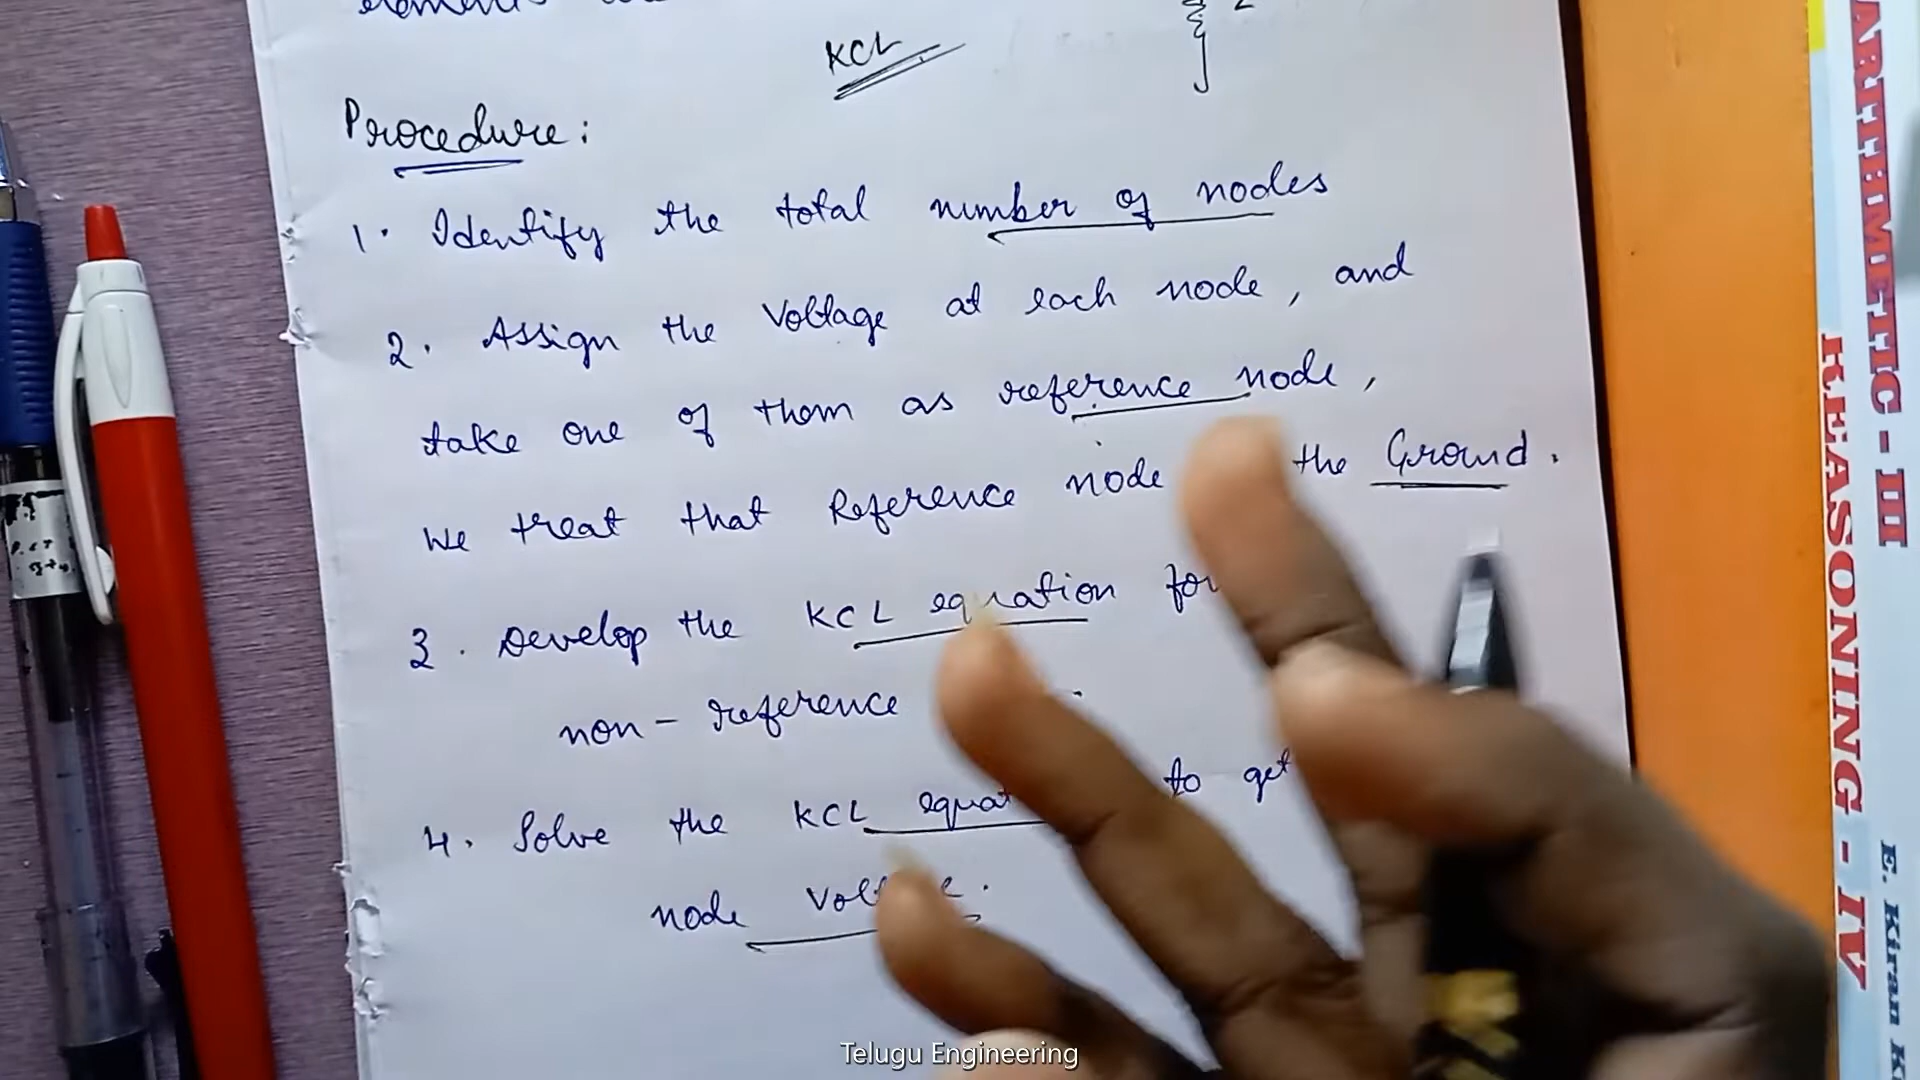 KCL
Procedure:
1. Identify the total number of nodes
2. Assign the Voltage at each node, and
take one of them as reference node,
We treat that Reference node the Ground.
3. Develop the KCL equation for
non-reference
4. Solve the KCL to get
node
Telugu Engineering
ARITHIMETIC - III
REASONING - IV
E. Kiran